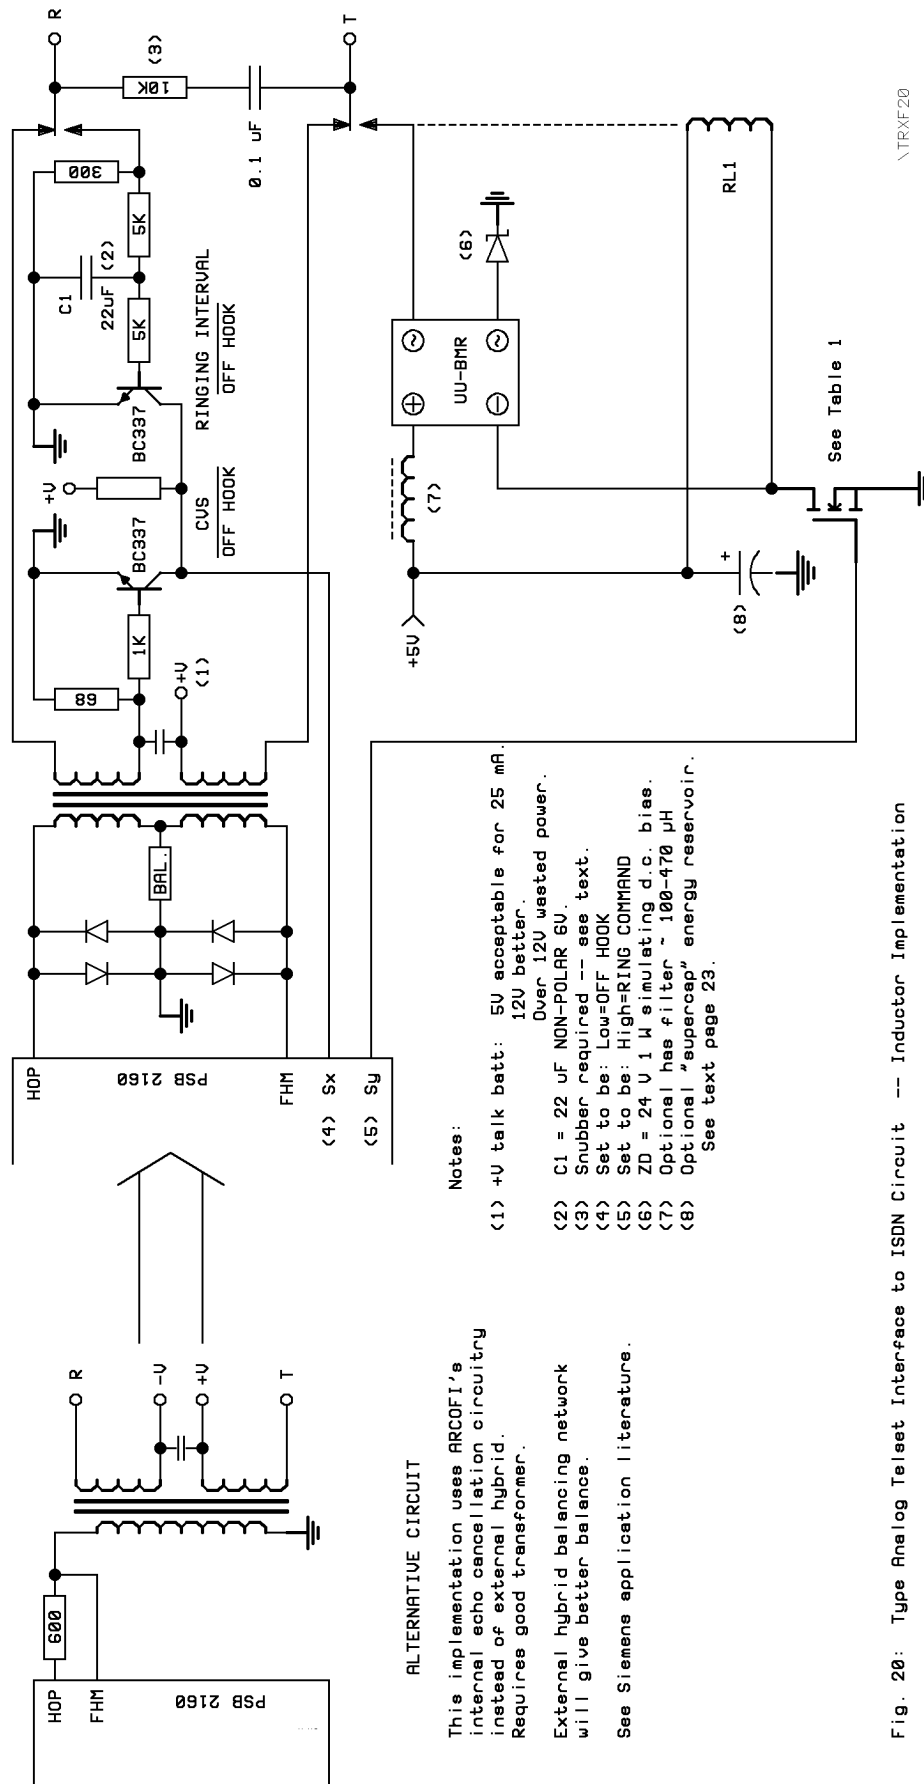 R
(3)
10K
0.1 uF
T
300
5K
C1
22uF
(2)
5K
BC337
RINGING INTERVAL
OFF HOOK
+V
CVS
OFF HOOK
BC337
1K
68
+V
(1)
BAL.
HOP
PSB 2160
FHM
(4) Sx
(5) Sy
(6)
UU-BMR
+
~
−
~
(7)
+5V
RL1
+
(8)
See Table 1
\TRXF20
R
-V
+V
T
600
HOP
FHM
PSB 2160
Notes:
(1) +V talk batt: 5V acceptable for 25 mA.
12V better.
Over 12V wasted power.
(2) C1 = 22 uF NON-POLAR 6V.
(3) Snubber required -- see text.
(4) Set to be: Low=OFF HOOK
(5) Set to be: High=RING COMMAND
(6) ZD = 24 V 1 W simulating d.c. bias.
(7) Optional has filter ~ 100-470 µH
(8) Optional "supercap" energy reservoir.
See text page 23.
ALTERNATIVE CIRCUIT
This implementation uses ARCOFI's
internal echo cancellation circuitry
instead of external hybrid.
Requires good transformer.
External hybrid balancing network
will give better balance.
See Siemens application literature.
Fig. 20: Type Analog Telset Interface to ISDN Circuit -- Inductor Implementation